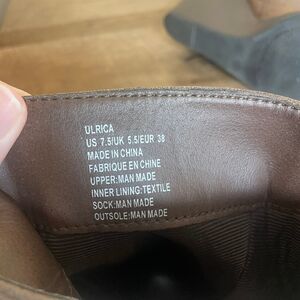 ULRICA
US 7.5/UK 5.5/EUR 38
MADE IN CHINA
FABRIQUE EN CHINE
UPPER:MAN MADE
INNER LINING:TEXTILE
SOCK:MAN MADE
OUTSOLE:MAN MADE